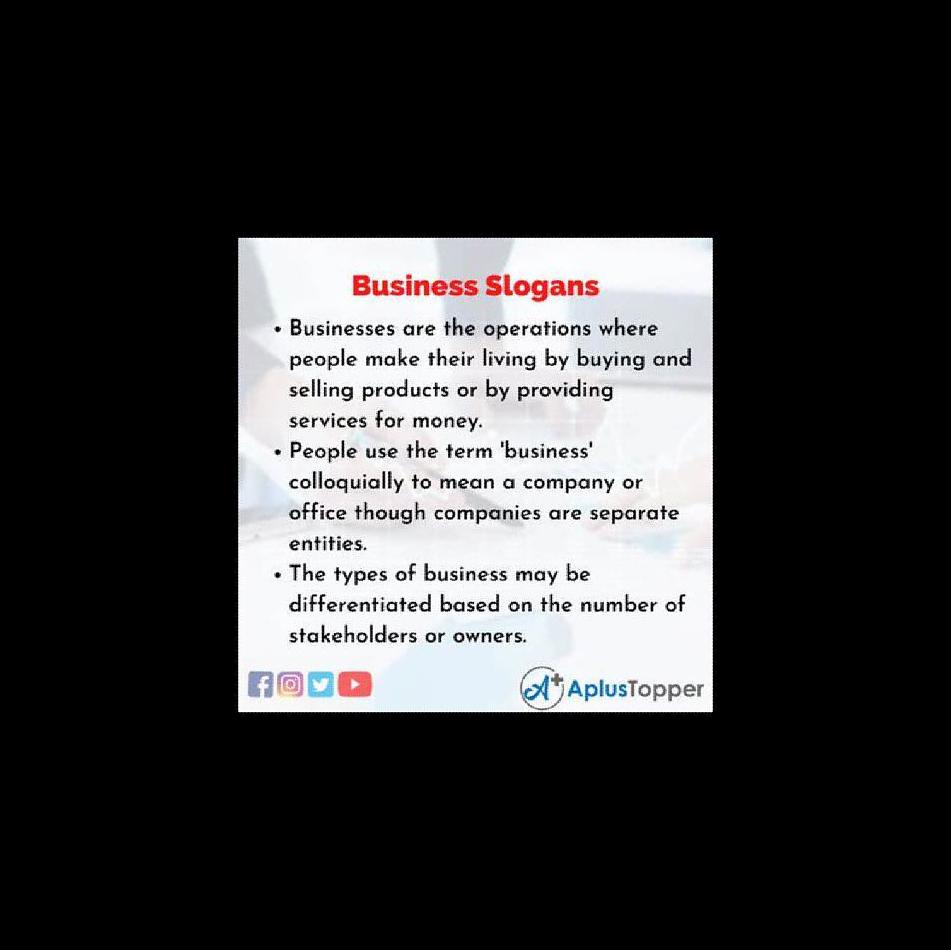 Business Slogans
• Businesses are the operations where
people make their living by buying and
selling products or by providing
services for money.
• People use the term 'business'
colloquially to mean a company or
office though companies are separate
entities.
• The types of business may be
differentiated based on the number of
stakeholders or owners.
A+ AplusTopper